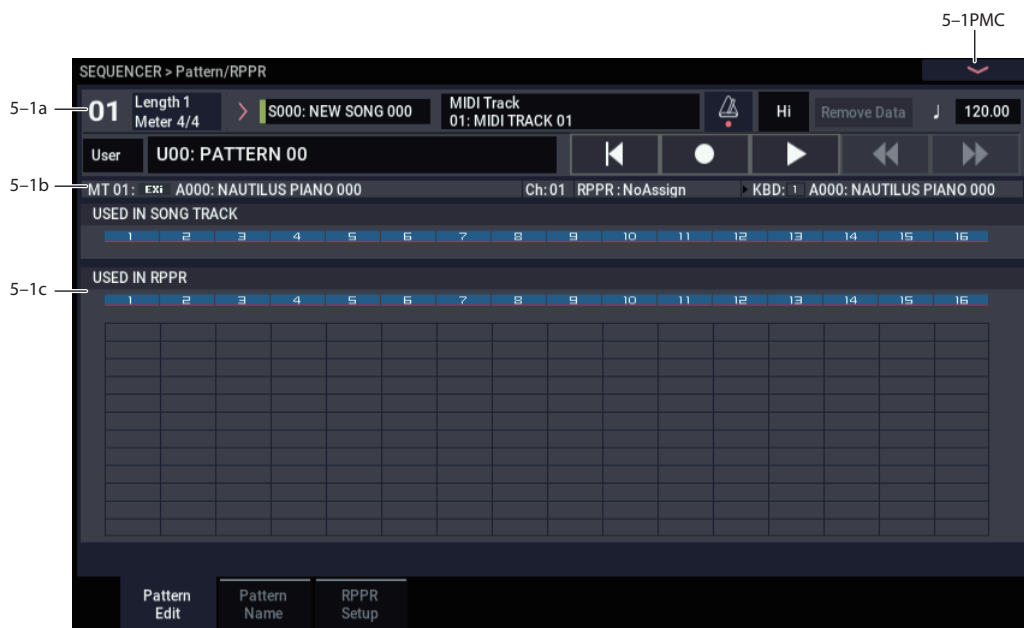 5–1PMC
SEQUENCER > Pattern/RPPR
5–1a
01
Length 1
Meter 4/4
S000: NEW SONG 000
MIDI Track
01: MIDI TRACK 01
Hi
Remove Data
♩ 120.00
User
U00: PATTERN 00
5–1b
MT 01: EXi A000: NAUTILUS PIANO 000 Ch:01 RPPR : NoAssign KBD: 1 A000: NAUTILUS PIANO 000
USED IN SONG TRACK
1 2 3 4 5 6 7 8 9 10 11 12 13 14 15 16
USED IN RPPR
5–1c
1 2 3 4 5 6 7 8 9 10 11 12 13 14 15 16
Pattern
Edit
Pattern
Name
RPPR
Setup